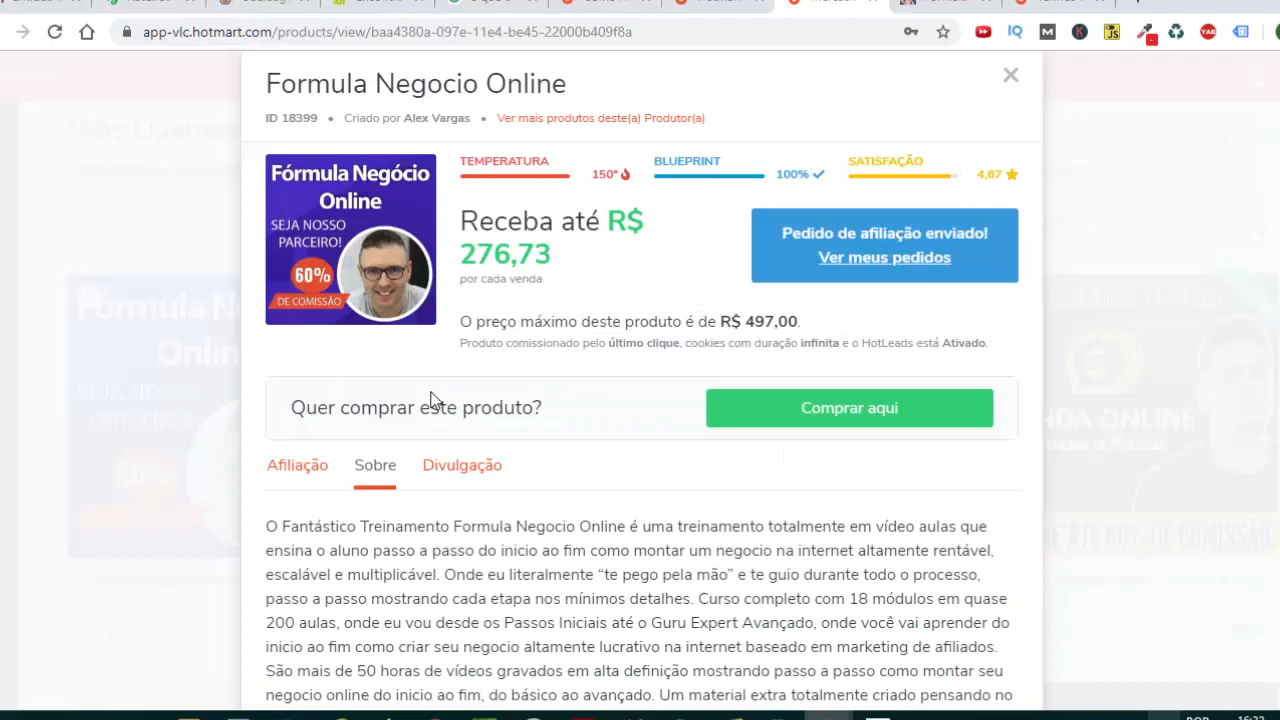 app-vlc.hotmart.com/products/view/baa4380a-097e-11e4-be45-22000b409f8a
Formula Negocio Online
ID 18399 • Criado por Alex Vargas • Ver mais produtos deste(a) Produtor(a)
Fórmula Negócio
Online
SEJA NOSSO
PARCEIRO!
60%
DE COMISSÃO
TEMPERATURA
150°
BLUEPRINT
100%
SATISFAÇÃO
4,67
Receba até R$
276,73
por cada venda
Pedido de afiliação enviado!
Ver meus pedidos
O preço máximo deste produto é de R$ 497,00.
Produto comissionado pelo último clique, cookies com duração infinita e o HotLeads está Ativado.
Quer comprar este produto?
Comprar aqui
Afiliação Sobre Divulgação
O Fantástico Treinamento Formula Negocio Online é uma treinamento totalmente em vídeo aulas que
ensina o aluno passo a passo do inicio ao fim como montar um negocio na internet altamente rentável,
escalável e multiplicável. Onde eu literalmente “te pego pela mão” e te guio durante todo o processo,
passo a passo mostrando cada etapa nos mínimos detalhes. Curso completo com 18 módulos em quase
200 aulas, onde eu vou desde os Passos Iniciais até o Guru Expert Avançado, onde você vai aprender do
inicio ao fim como criar seu negocio altamente lucrativo na internet baseado em marketing de afiliados.
São mais de 50 horas de vídeos gravados em alta definição mostrando passo a passo como montar seu
negocio online do inicio ao fim, do básico ao avançado. Um material extra totalmente criado pensando no